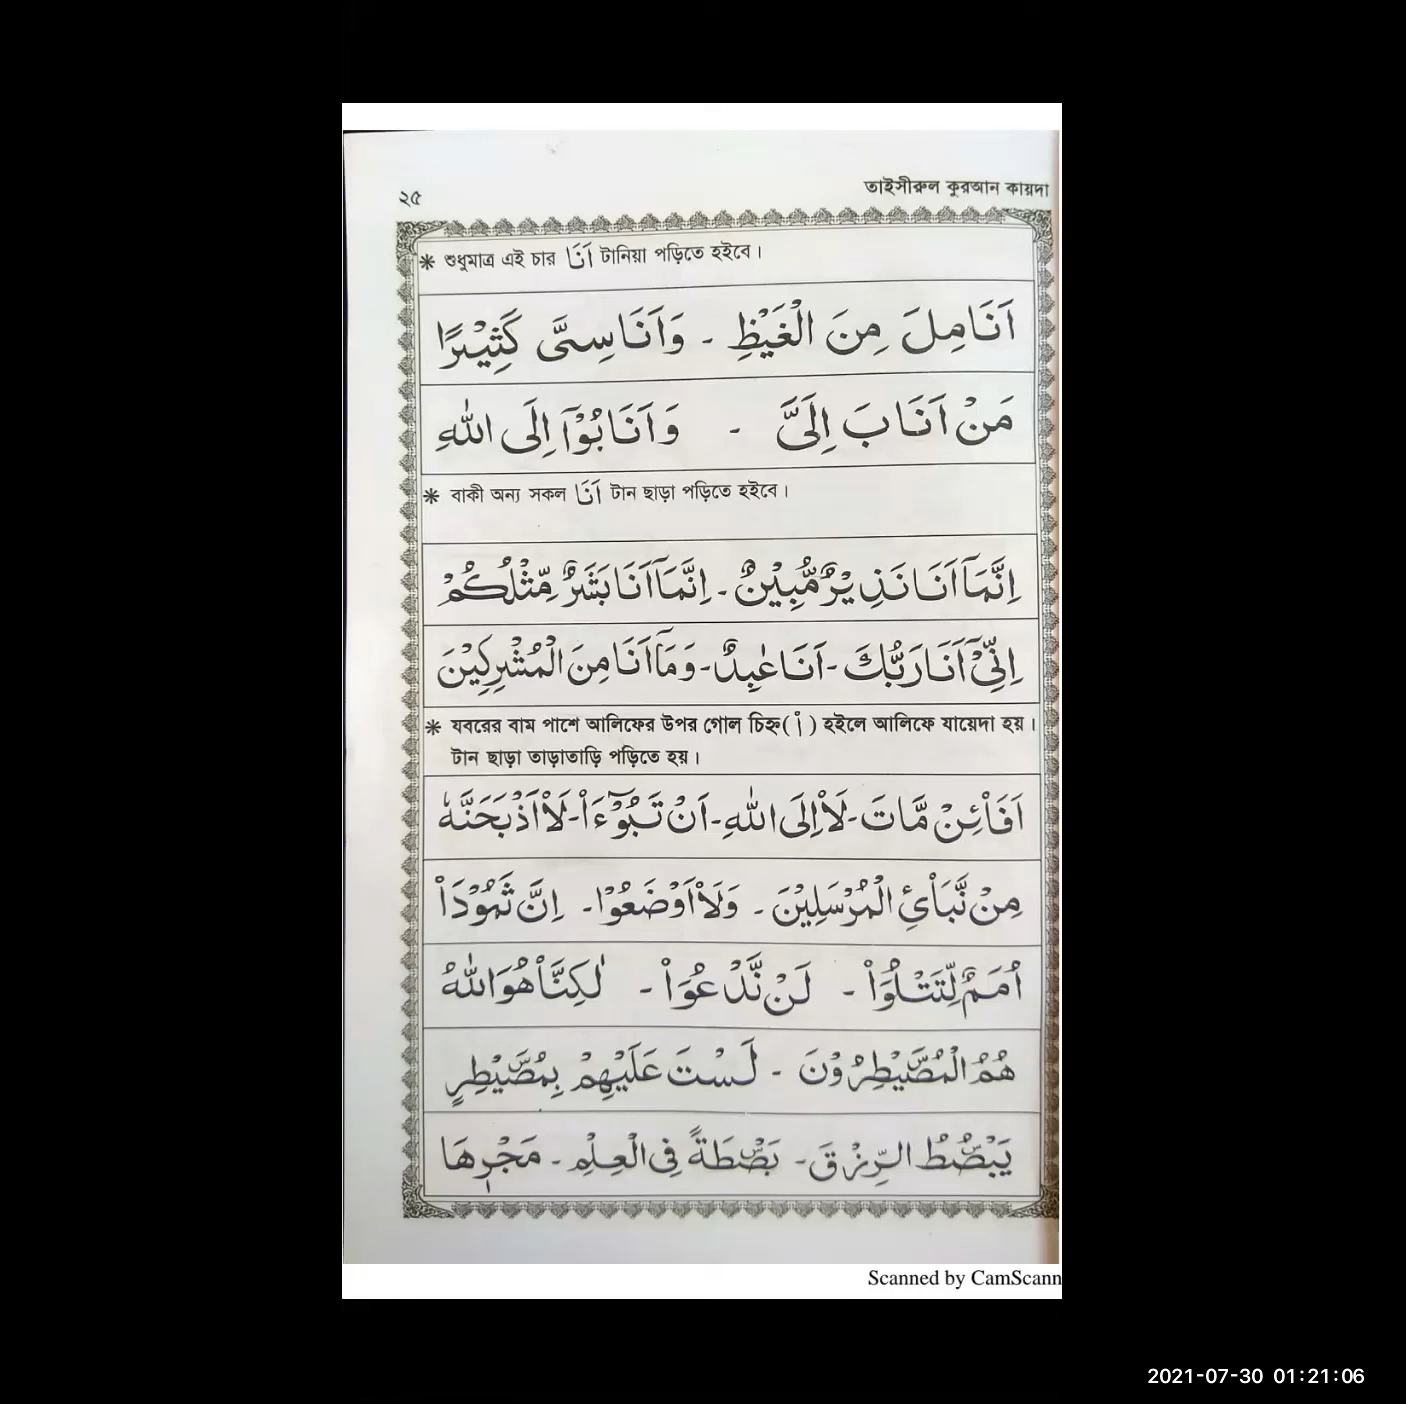 ২৫ তাইসীরুল কুরআন কায়দা
* শুধুমাত্র এই চার اَنَا টানিয়া পড়িতে হইবে।
اَنَامِلَ مِنَ الْغَيْظِ ۔ وَاَنَاسِىَّ كَثِيْرًا
مَنْ اَنَابَ اِلَىَّ ۔ وَاَنَابُوْٓا اِلَى اللّٰهِ
* বাকী অন্য সকল اَنَا টান ছাড়া পড়িতে হইবে।
اِنَّمَآ اَنَا نَذِيْرٌ مُّبِيْنٌ ۔ اِنَّمَآ اَنَا بَشَرٌ مِّثْلُكُمْ
اِنِّىْٓ اَنَا رَبُّكَ ۔ اَنَا عٰبِدٌ ۔ وَمَآ اَنَا مِنَ الْمُشْرِكِيْنَ
* যবরের বাম পাশে আলিফের উপর গোল চিহ্ন(اْ) হইলে আলিফে যায়েদা হয়।
টান ছাড়া তাড়াতাড়ি পড়িতে হয়।
اَفَا۟ئِنْ مَّاتَ ۔ لَا۟اِلَى اللّٰهِ ۔ اَنْ تَبُوْٓءَا۟ ۔ لَا۟اَذْبَحَنَّهٗ
مِنْ نَّبَا۟ئِ الْمُرْسَلِيْنَ ۔ وَلَا۟اَوْضَعُوْا ۔ اِنَّ ثَمُوْدَا۟
اُمَمٌ لِّتَتْلُوَا۟ ۔ لَنْ نَّدْعُوَا۟ ۔ لٰكِنَّا۟ هُوَ اللّٰهُ
هُمُ الْمُصَۜيْطِرُوْنَ ۔ لَسْتَ عَلَيْهِمْ بِمُصَۜيْطِرٍ
يَبْصُۜطُ الرِّزْقَ ۔ بَصْۜطَةً فِى الْعِلْمِ ۔ مَجْرٖىهَا
Scanned by CamScann
2021-07-30 01:21:06